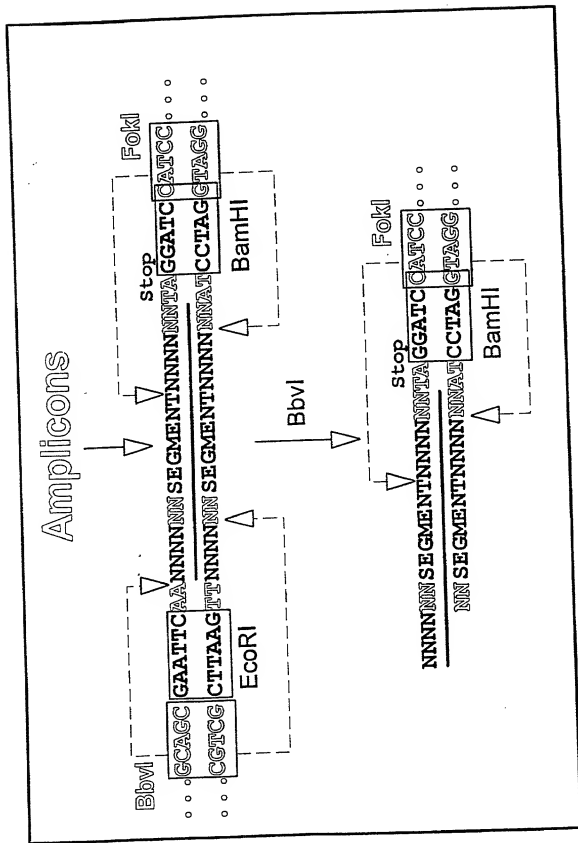 Amplicons
BbvI
Stop
FokI
° ° ° GCAGC GAATTC AANNNNNNSEGMENTNNNNNNTA GGATC CATCC ° ° °
° ° ° CGTCG CTTAAG TTNNNNNNSEGMENTNNNNNNAT CCTAG GTAGG ° ° °
EcoRI
BamHI
BbvI
Stop
FokI
NNNNNNSEGMENTNNNNNNTA GGATC CATCC ° ° °
NNSEGMENTNNNNNNAT CCTAG GTAGG ° ° °
BamHI